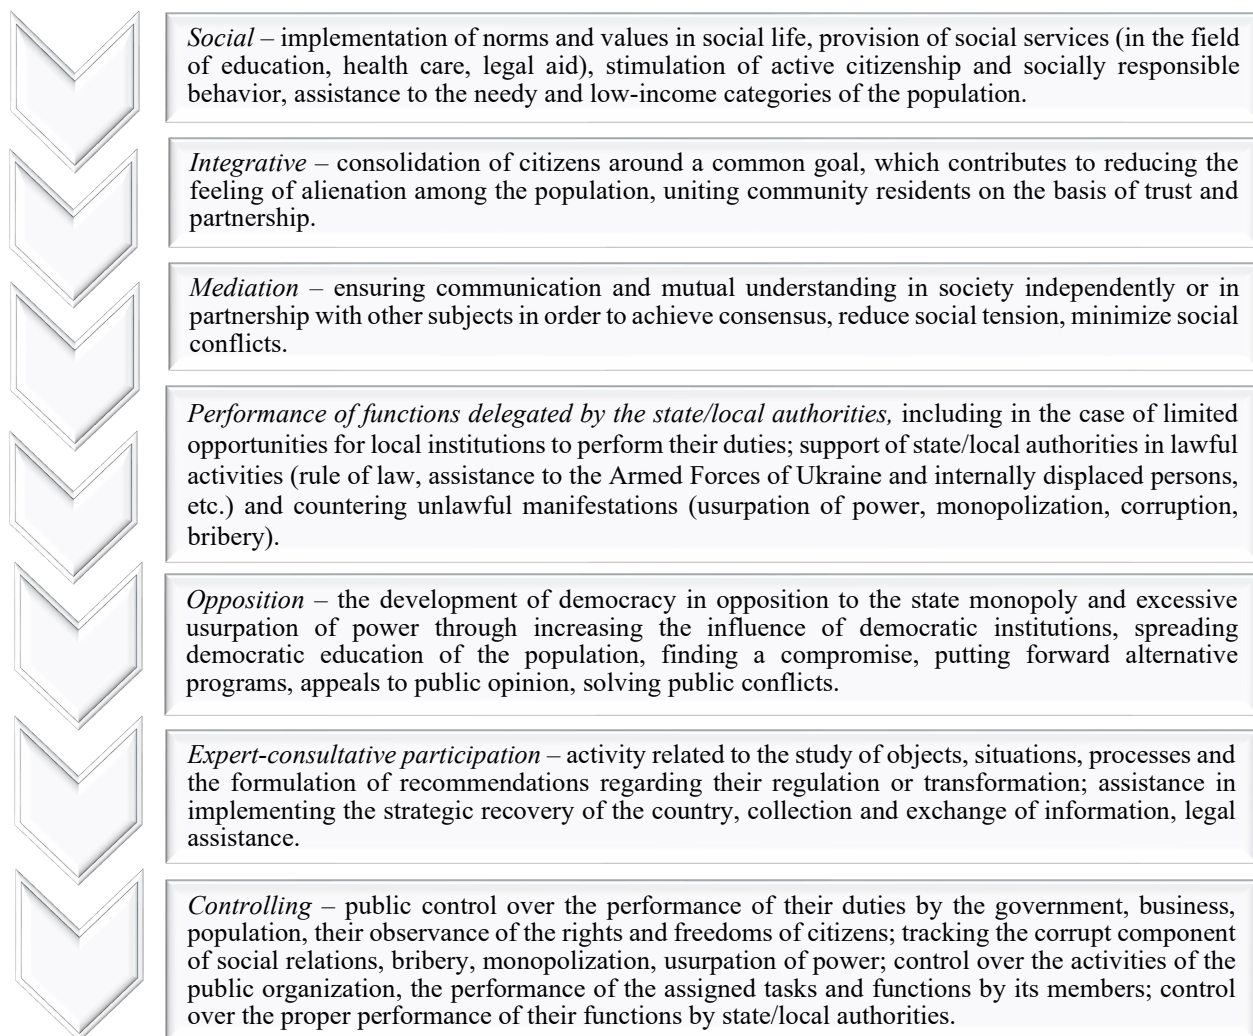 Social – implementation of norms and values in social life, provision of social services (in the field
of education, health care, legal aid), stimulation of active citizenship and socially responsible
behavior, assistance to the needy and low-income categories of the population.
Integrative – consolidation of citizens around a common goal, which contributes to reducing the
feeling of alienation among the population, uniting community residents on the basis of trust and
partnership.
Mediation – ensuring communication and mutual understanding in society independently or in
partnership with other subjects in order to achieve consensus, reduce social tension, minimize social
conflicts.
Performance of functions delegated by the state/local authorities, including in the case of limited
opportunities for local institutions to perform their duties; support of state/local authorities in lawful
activities (rule of law, assistance to the Armed Forces of Ukraine and internally displaced persons,
etc.) and countering unlawful manifestations (usurpation of power, monopolization, corruption,
bribery).
Opposition – the development of democracy in opposition to the state monopoly and excessive
usurpation of power through increasing the influence of democratic institutions, spreading
democratic education of the population, finding a compromise, putting forward alternative
programs, appeals to public opinion, solving public conflicts.
Expert-consultative participation – activity related to the study of objects, situations, processes and
the formulation of recommendations regarding their regulation or transformation; assistance in
implementing the strategic recovery of the country, collection and exchange of information, legal
assistance.
Controlling – public control over the performance of their duties by the government, business,
population, their observance of the rights and freedoms of citizens; tracking the corrupt component
of social relations, bribery, monopolization, usurpation of power; control over the activities of the
public organization, the performance of the assigned tasks and functions by its members; control
over the proper performance of their functions by state/local authorities.